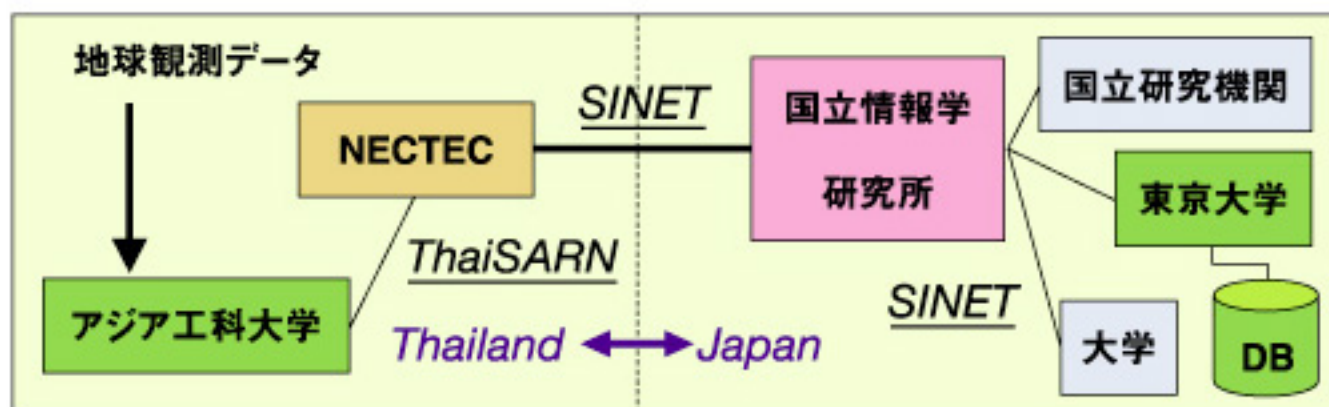 地球観測データ
NECTEC
SINET
国立情報学
研究所
国立研究機関
東京大学
ThaiSARN
アジア工科大学
SINET
Thailand
Japan
大学
DB